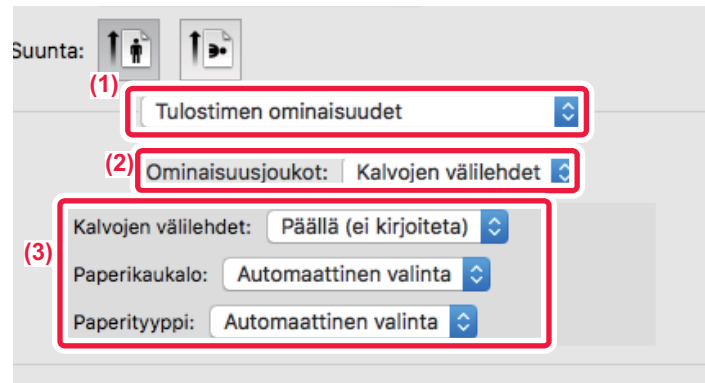 Suunta:
(1)
Tulostimen ominaisuudet
(2)
Ominaisuusjoukot: Kalvojen välilehdet
(3)
Kalvojen välilehdet: Päällä (ei kirjoiteta)
Paperikaukalo: Automaattinen valinta
Paperityyppi: Automaattinen valinta